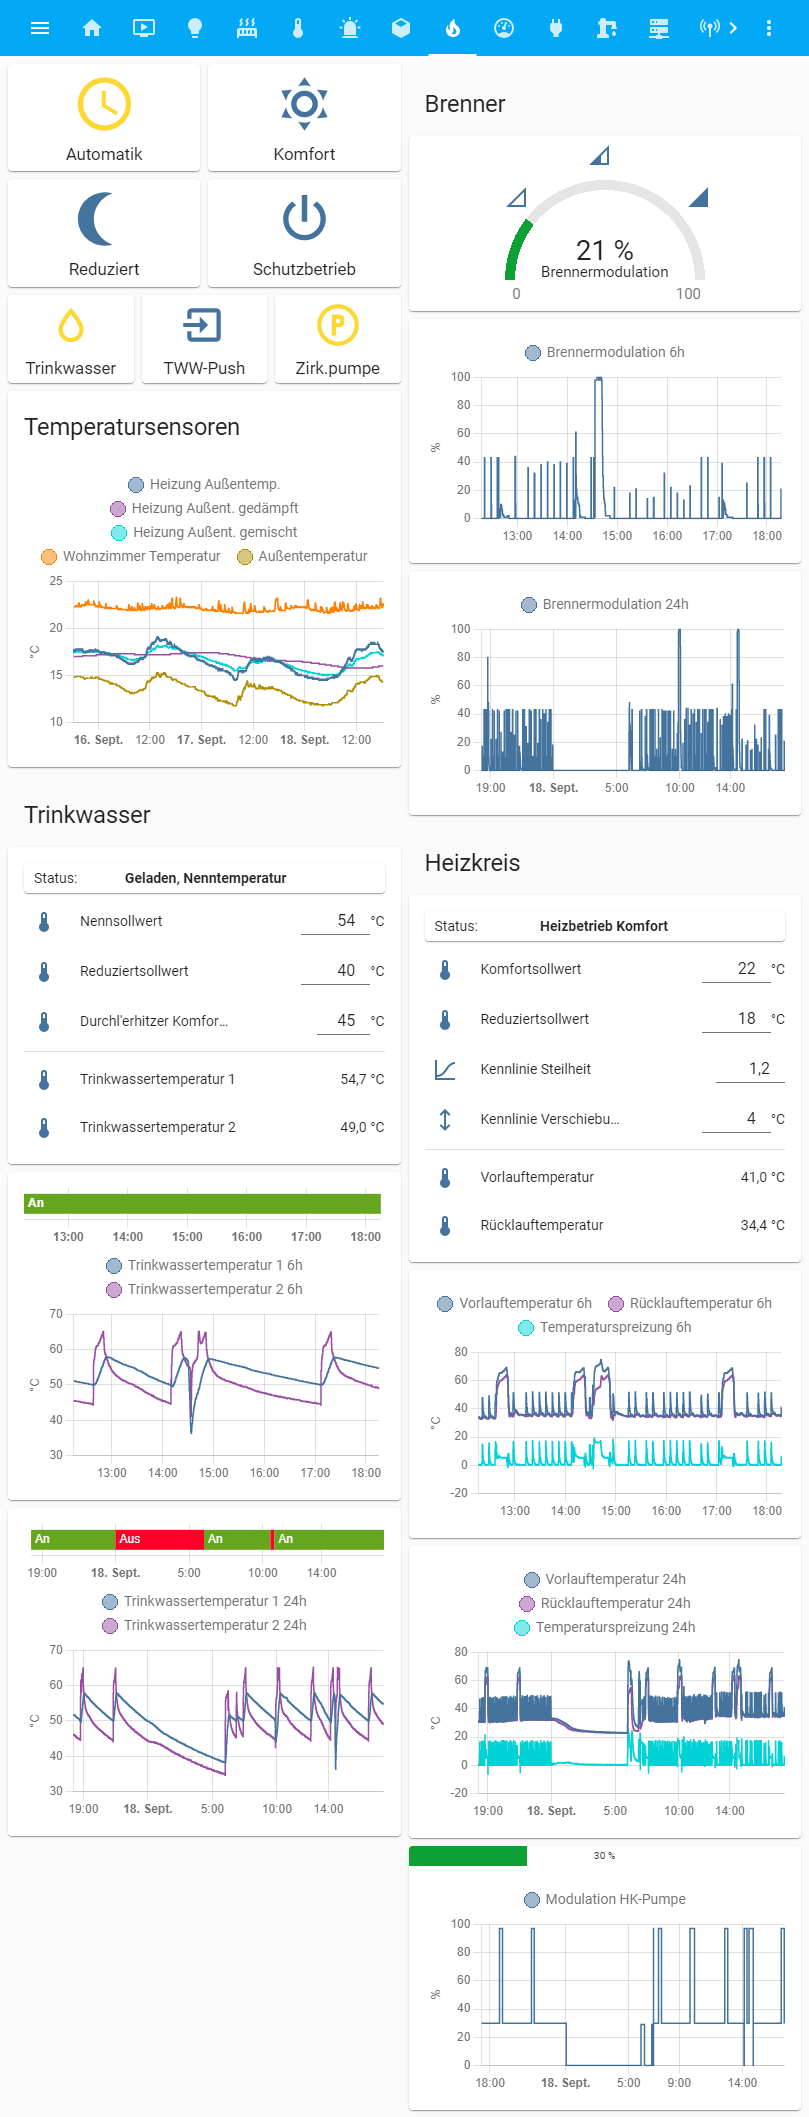 Automatik
Komfort
Reduziert
Schutzbetrieb
Trinkwasser
TWW-Push
Zirk.pumpe
Temperatursensoren
Heizung Außentemp.
Heizung Außent. gedämpft
Heizung Außent. gemischt
Wohnzimmer Temperatur Außentemperatur
25
20
15
10
°C
16. Sept. 12:00 17. Sept. 12:00 18. Sept. 12:00
Trinkwasser
Status: Geladen, Nenntemperatur
Nennsollwert 54 °C
Reduziertsollwert 40 °C
Durchl'erhitzer Komfor... 45 °C
Trinkwassertemperatur 1 54,7 °C
Trinkwassertemperatur 2 49,0 °C
An
13:00 14:00 15:00 16:00 17:00 18:00
Trinkwassertemperatur 1 6h
Trinkwassertemperatur 2 6h
70
60
50
40
30
°C
13:00 14:00 15:00 16:00 17:00 18:00
An Aus An An
19:00 18. Sept. 5:00 10:00 14:00
Trinkwassertemperatur 1 24h
Trinkwassertemperatur 2 24h
70
60
50
40
30
°C
19:00 18. Sept. 5:00 10:00 14:00
Brenner
21 %
Brennermodulation
0 100
Brennermodulation 6h
100
80
60
40
20
0
%
13:00 14:00 15:00 16:00 17:00 18:00
Brennermodulation 24h
100
80
60
40
20
0
%
19:00 18. Sept. 5:00 10:00 14:00
Heizkreis
Status: Heizbetrieb Komfort
Komfortsollwert 22 °C
Reduziertsollwert 18 °C
Kennlinie Steilheit 1,2
Kennlinie Verschiebu... 4 °C
Vorlauftemperatur 41,0 °C
Rücklauftemperatur 34,4 °C
Vorlauftemperatur 6h Rücklauftemperatur 6h
Temperaturspreizung 6h
80
60
40
20
0
-20
°C
13:00 14:00 15:00 16:00 17:00 18:00
Vorlauftemperatur 24h
Rücklauftemperatur 24h
Temperaturspreizung 24h
80
60
40
20
0
-20
°C
19:00 18. Sept. 5:00 10:00 14:00
30 %
Modulation HK-Pumpe
100
80
60
40
20
0
%
18:00 18. Sept. 5:00 9:00 14:00